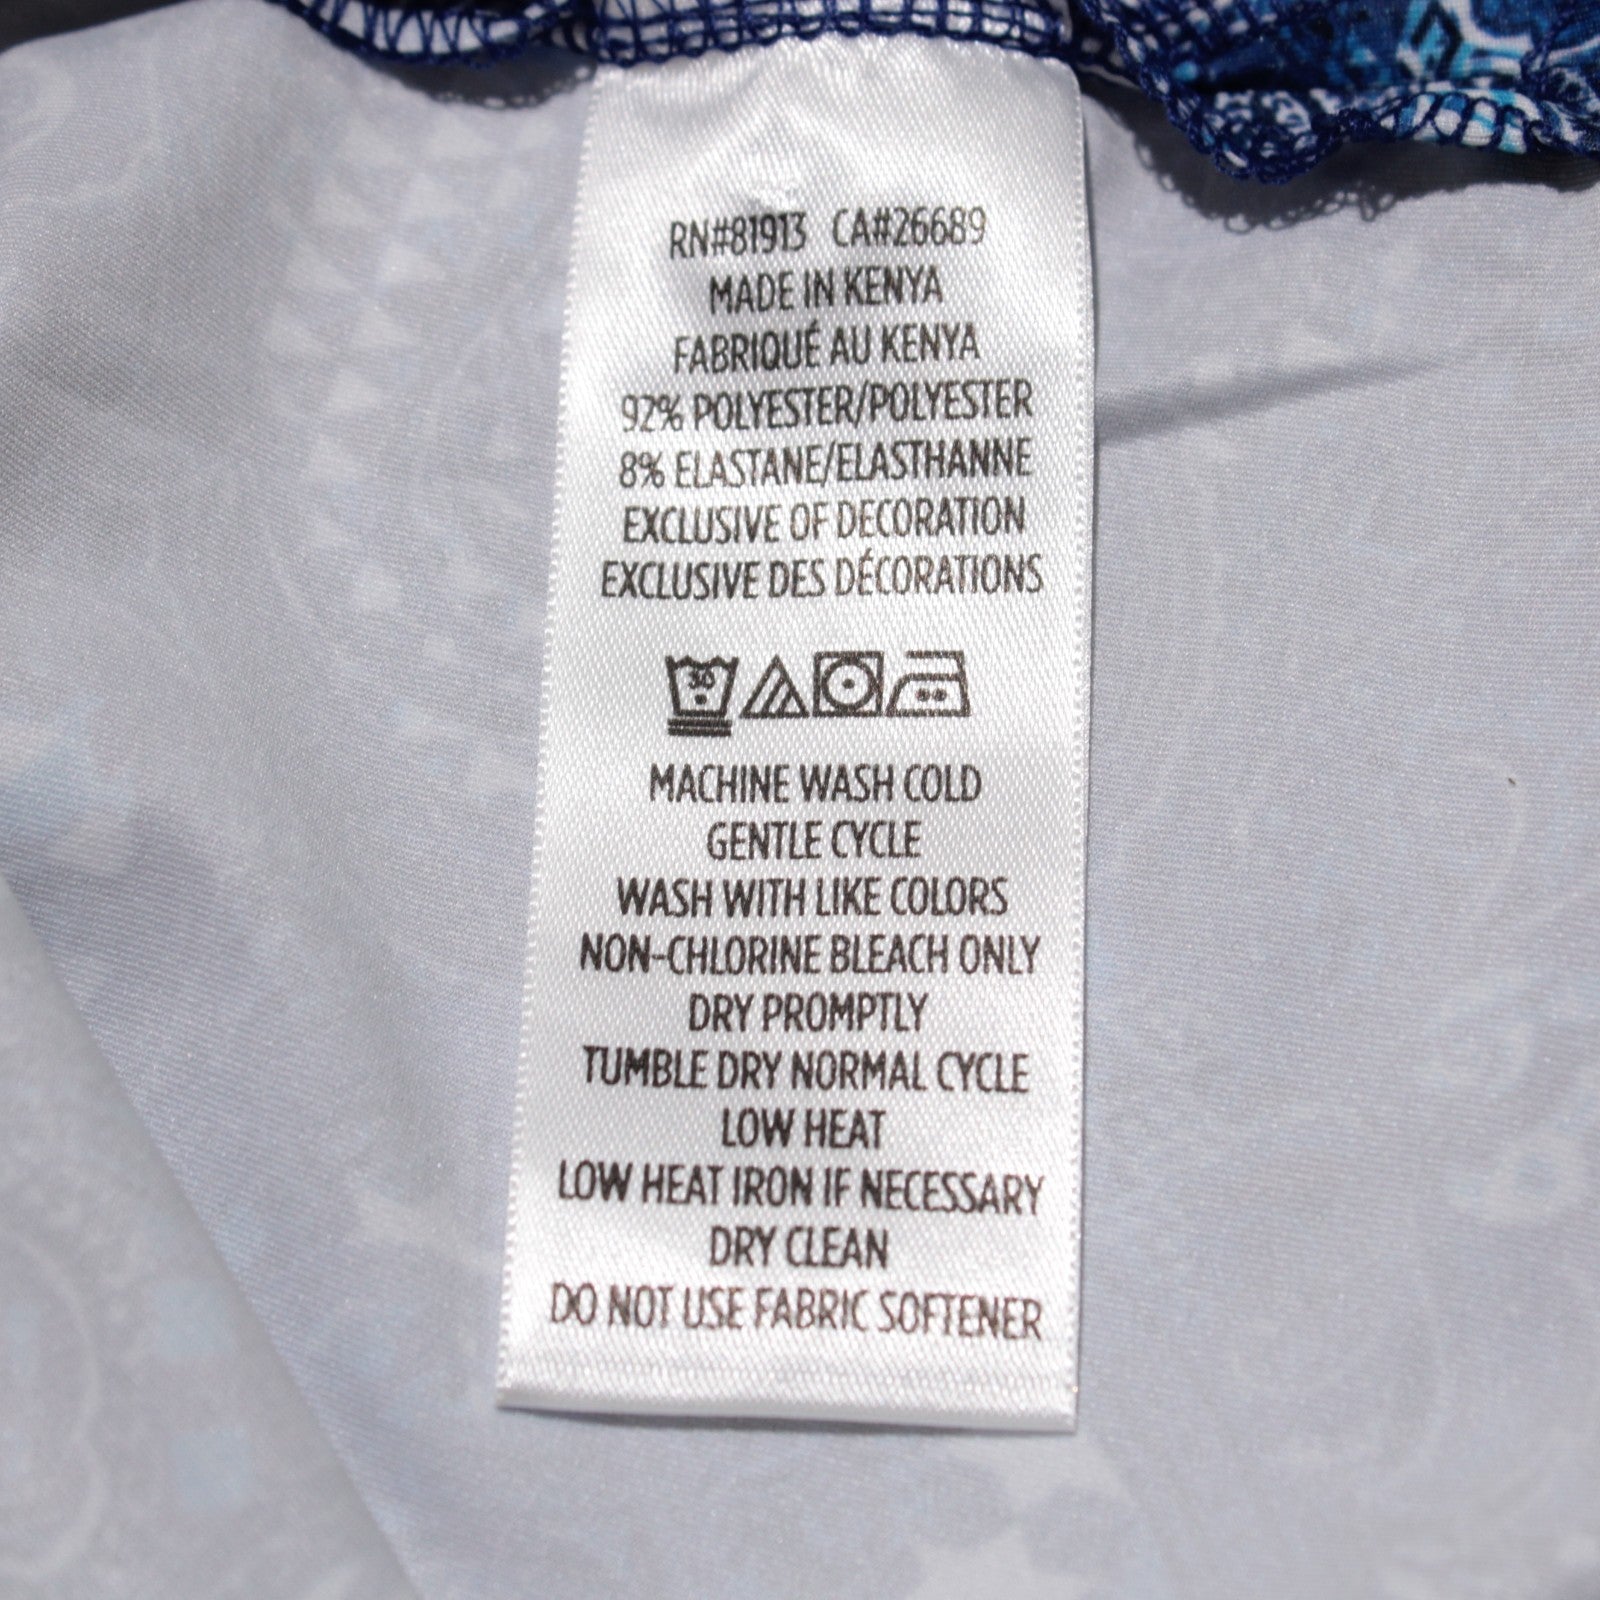 RN#81913 CA#26689
MADE IN KENYA
FABRIQUÉ AU KENYA
92% POLYESTER/POLYESTER
8% ELASTANE/ELASTHANNE
EXCLUSIVE OF DECORATION
EXCLUSIVE DES DÉCORATIONS
30
MACHINE WASH COLD
GENTLE CYCLE
WASH WITH LIKE COLORS
NON-CHLORINE BLEACH ONLY
DRY PROMPTLY
TUMBLE DRY NORMAL CYCLE
LOW HEAT
LOW HEAT IRON IF NECESSARY
DRY CLEAN
DO NOT USE FABRIC SOFTENER